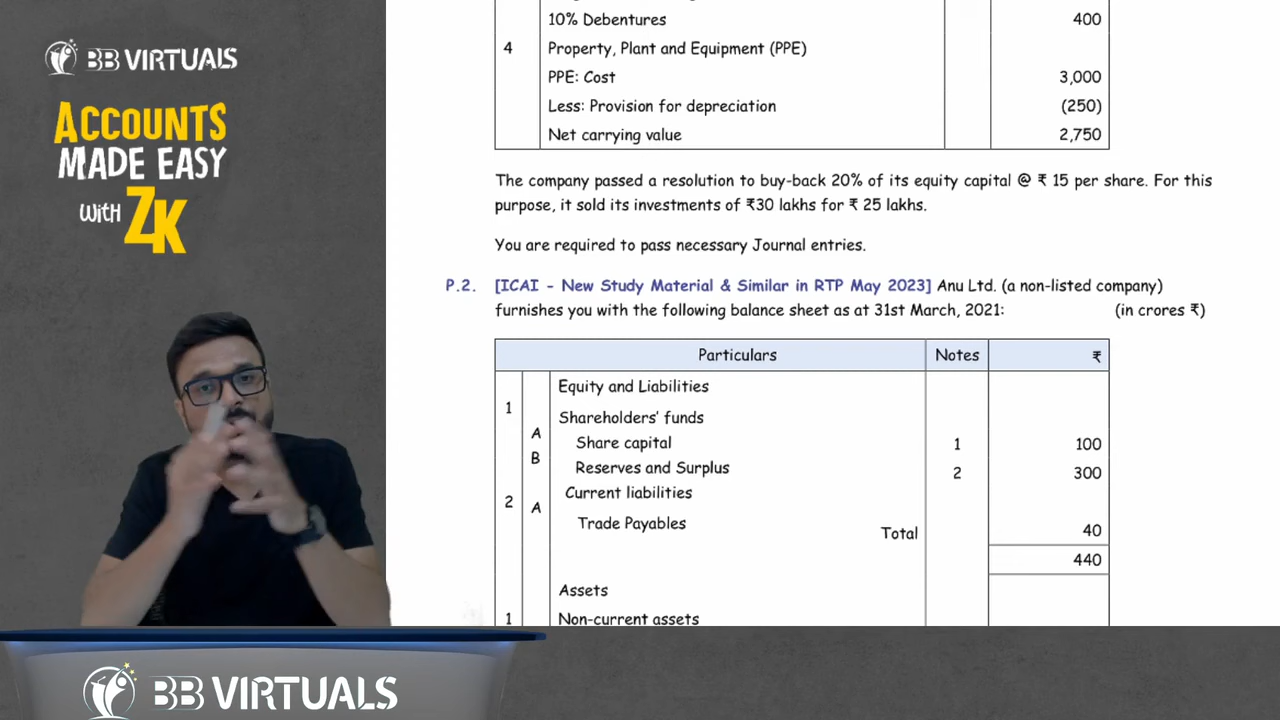 BB VIRTUALS
ACCOUNTS
MADE EASY
with ZK
10% Debentures 400
4 Property, Plant and Equipment (PPE)
PPE: Cost 3,000
Less: Provision for depreciation (250)
Net carrying value 2,750
The company passed a resolution to buy-back 20% of its equity capital @ ₹ 15 per share. For this
purpose, it sold its investments of ₹30 lakhs for ₹ 25 lakhs.
You are required to pass necessary Journal entries.
P.2. [ICAI - New Study Material & Similar in RTP May 2023] Anu Ltd. (a non-listed company)
furnishes you with the following balance sheet as at 31st March, 2021: (in crores ₹)
Particulars Notes ₹
Equity and Liabilities
1 Shareholders' funds
A Share capital 1 100
B Reserves and Surplus 2 300
2 Current liabilities
A Trade Payables 40
Total 440
Assets
1 Non-current assets
BB VIRTUALS